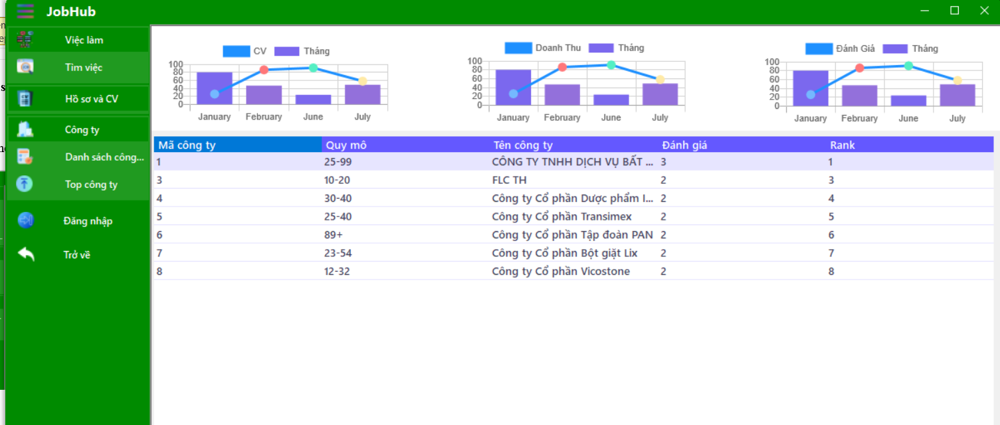 JobHub
Việc làm
Tìm việc
Hồ sơ và CV
Công ty
Danh sách công...
Top công ty
Đăng nhập
Trở về
CV Tháng
100
80
60
40
20
0
January February June July
Doanh Thu Tháng
100
80
60
40
20
0
January February June July
Đánh Giá Tháng
100
80
60
40
20
0
January February June July
Mã công ty Quy mô Tên công ty Đánh giá Rank
1 25-99 CÔNG TY TNHH DỊCH VỤ BẤT ... 3 1
3 10-20 FLC TH 2 3
4 30-40 Công ty Cổ phần Dược phẩm I... 2 4
5 25-40 Công ty Cổ phần Transimex 2 5
6 89+ Công ty Cổ phần Tập đoàn PAN 2 6
7 23-54 Công ty Cổ phần Bột giặt Lix 2 7
8 12-32 Công ty Cổ phần Vicostone 2 8